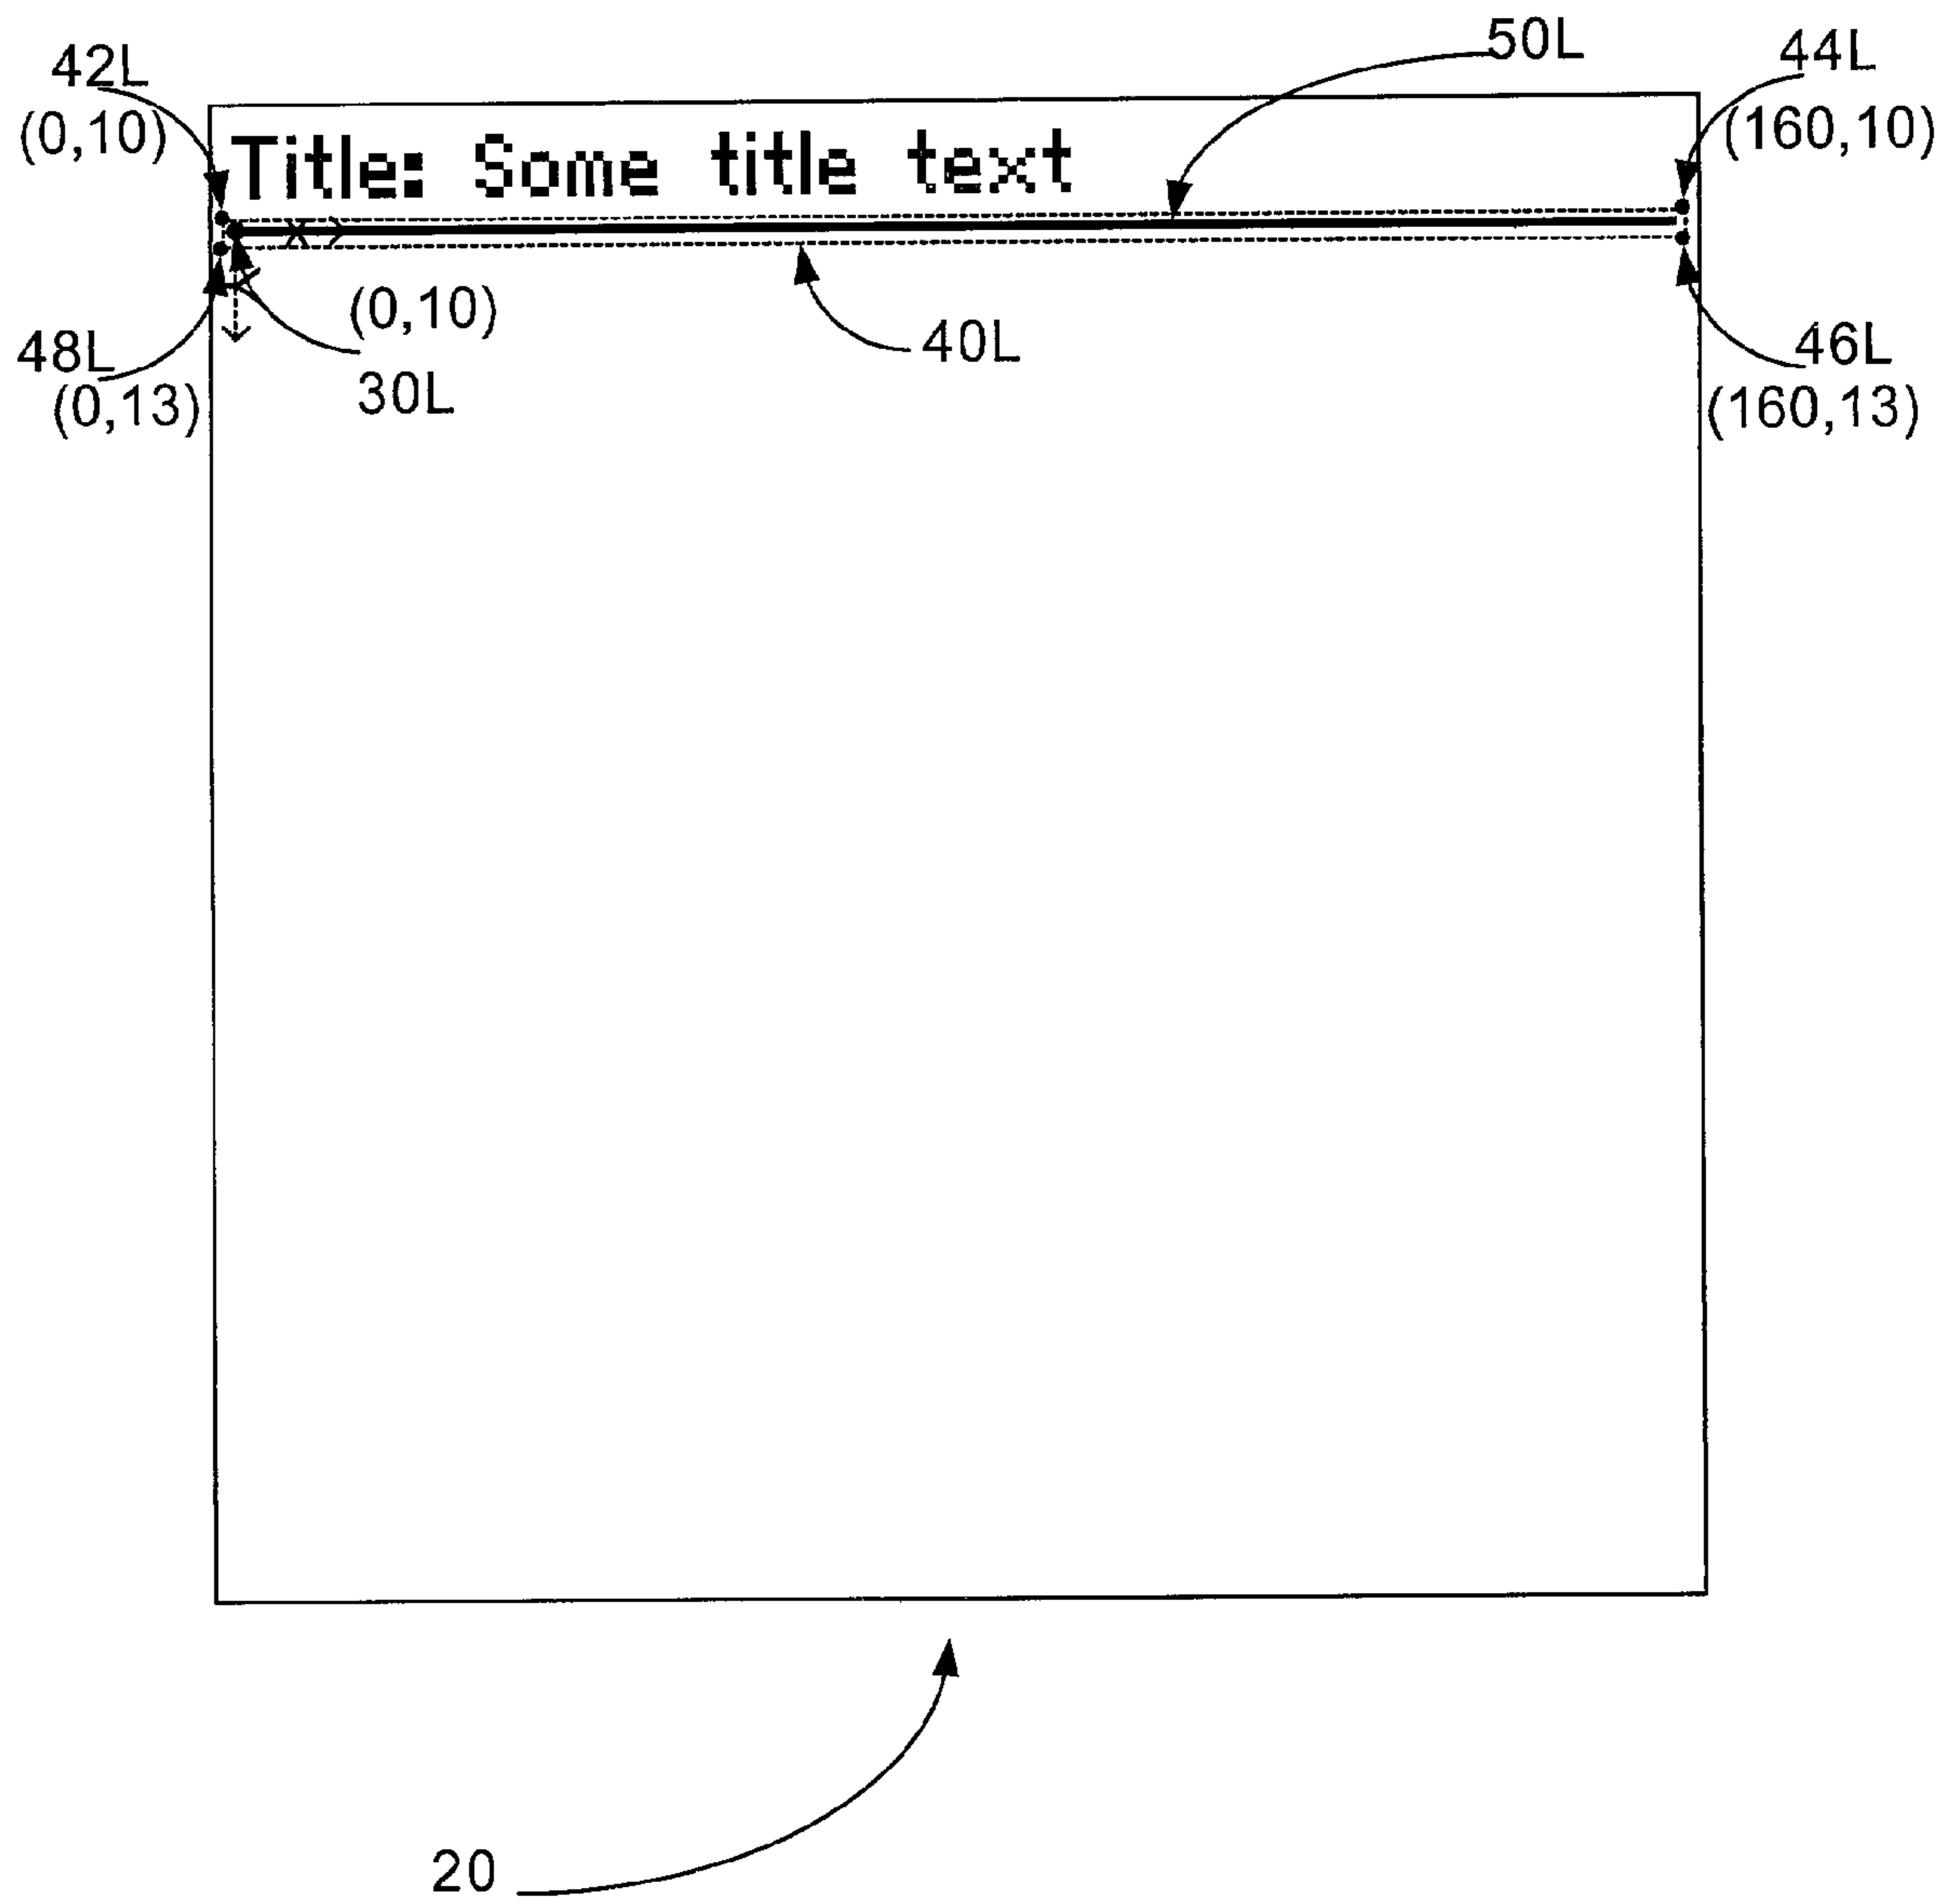 50L
42L
44L
(0,10)
(160,10)
Title: Some title text
x
y
(0,10)
40L
48L
46L
30L
(0,13)
(160,13)
20